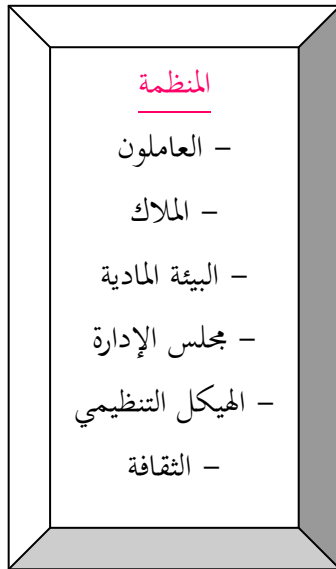 المنظمة
– العاملون
– الملاك
– البيئة المادية
– مجلس الإدارة
– الهيكل التنظيمي
– الثقافة